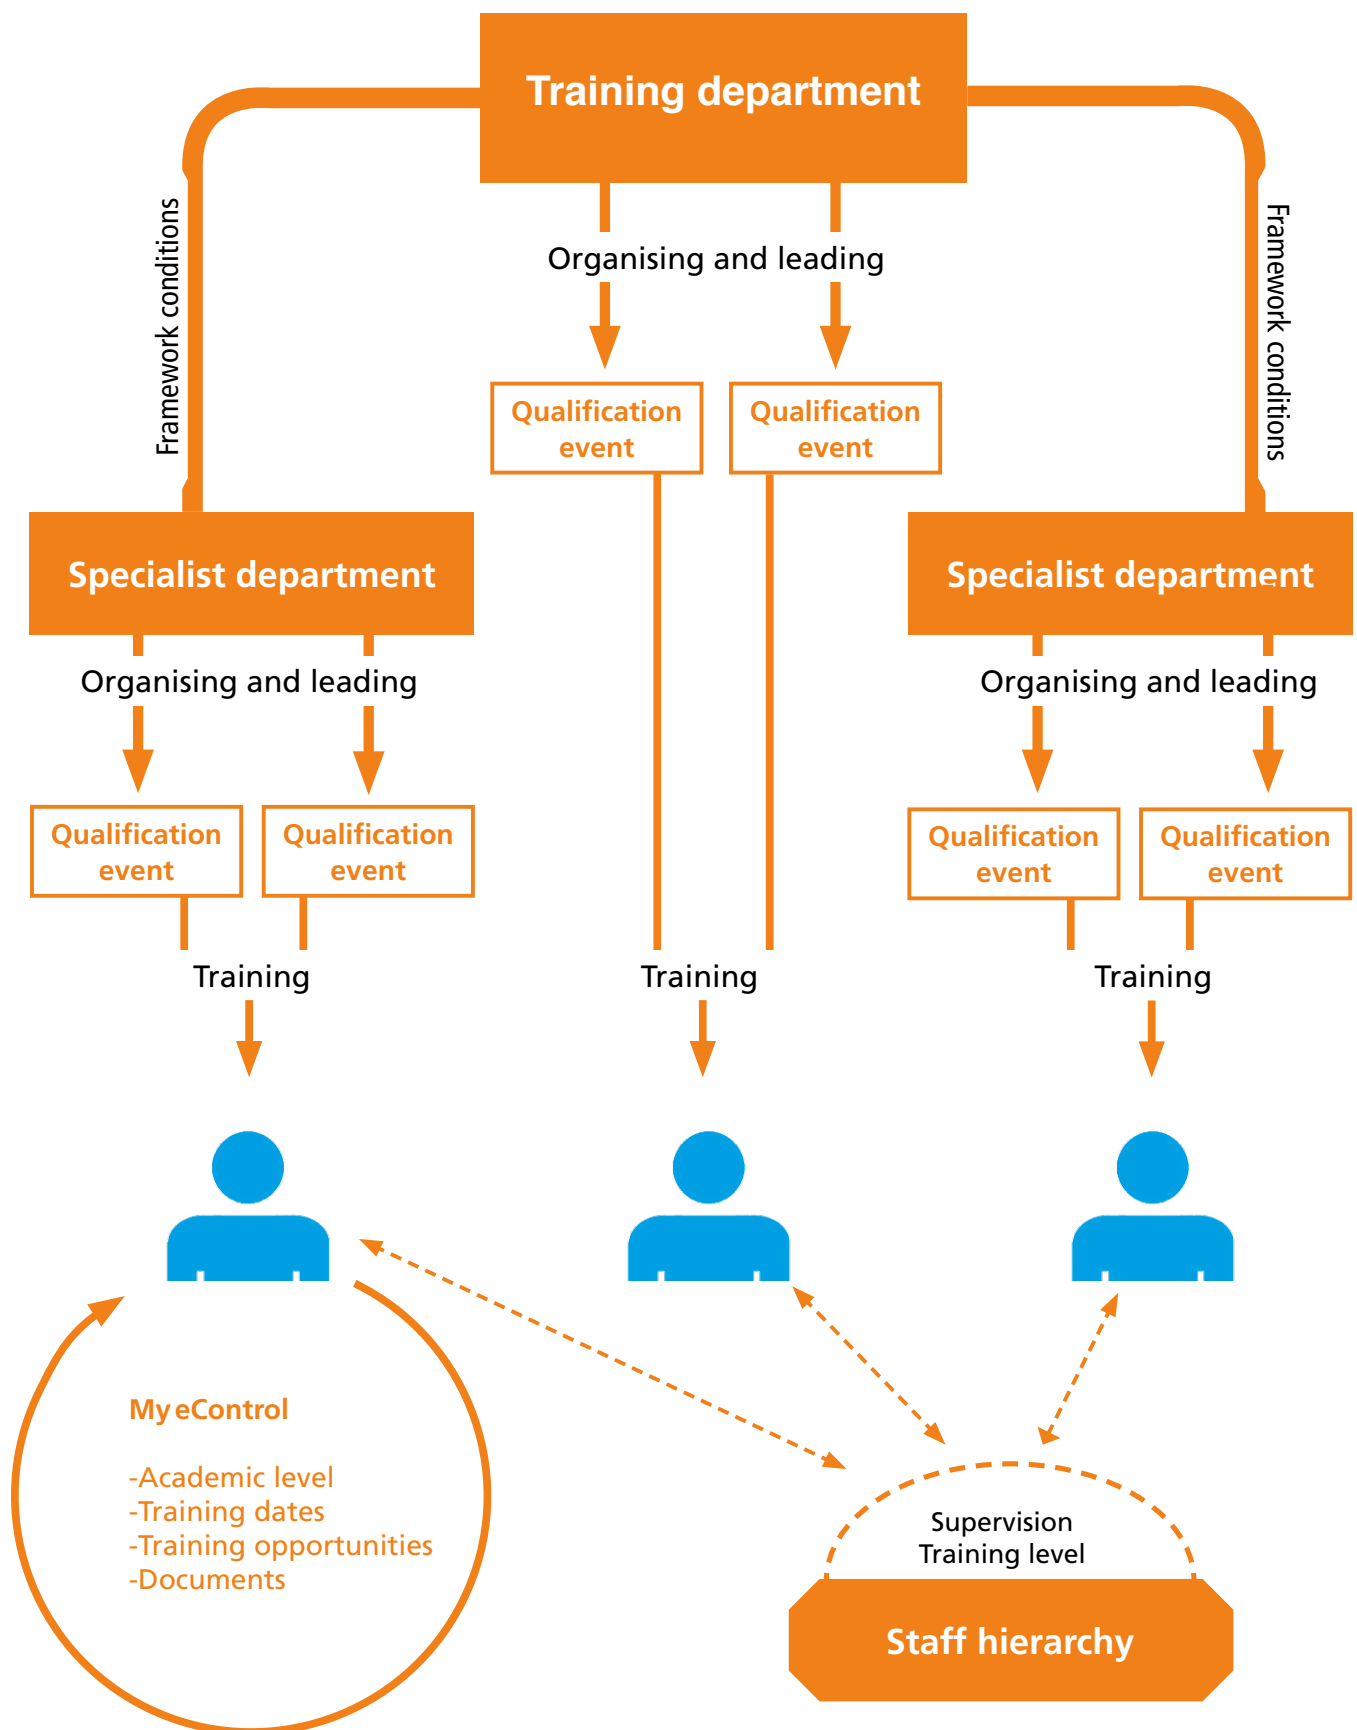 Training department
Framework conditions
Framework conditions
Organising and leading
Qualification
event
Qualification
event
Specialist department
Specialist department
Organising and leading
Organising and leading
Qualification
event
Qualification
event
Qualification
event
Qualification
event
Training
Training
Training
My eControl
-Academic level
-Training dates
-Training opportunities
-Documents
Supervision
Training level
Staff hierarchy